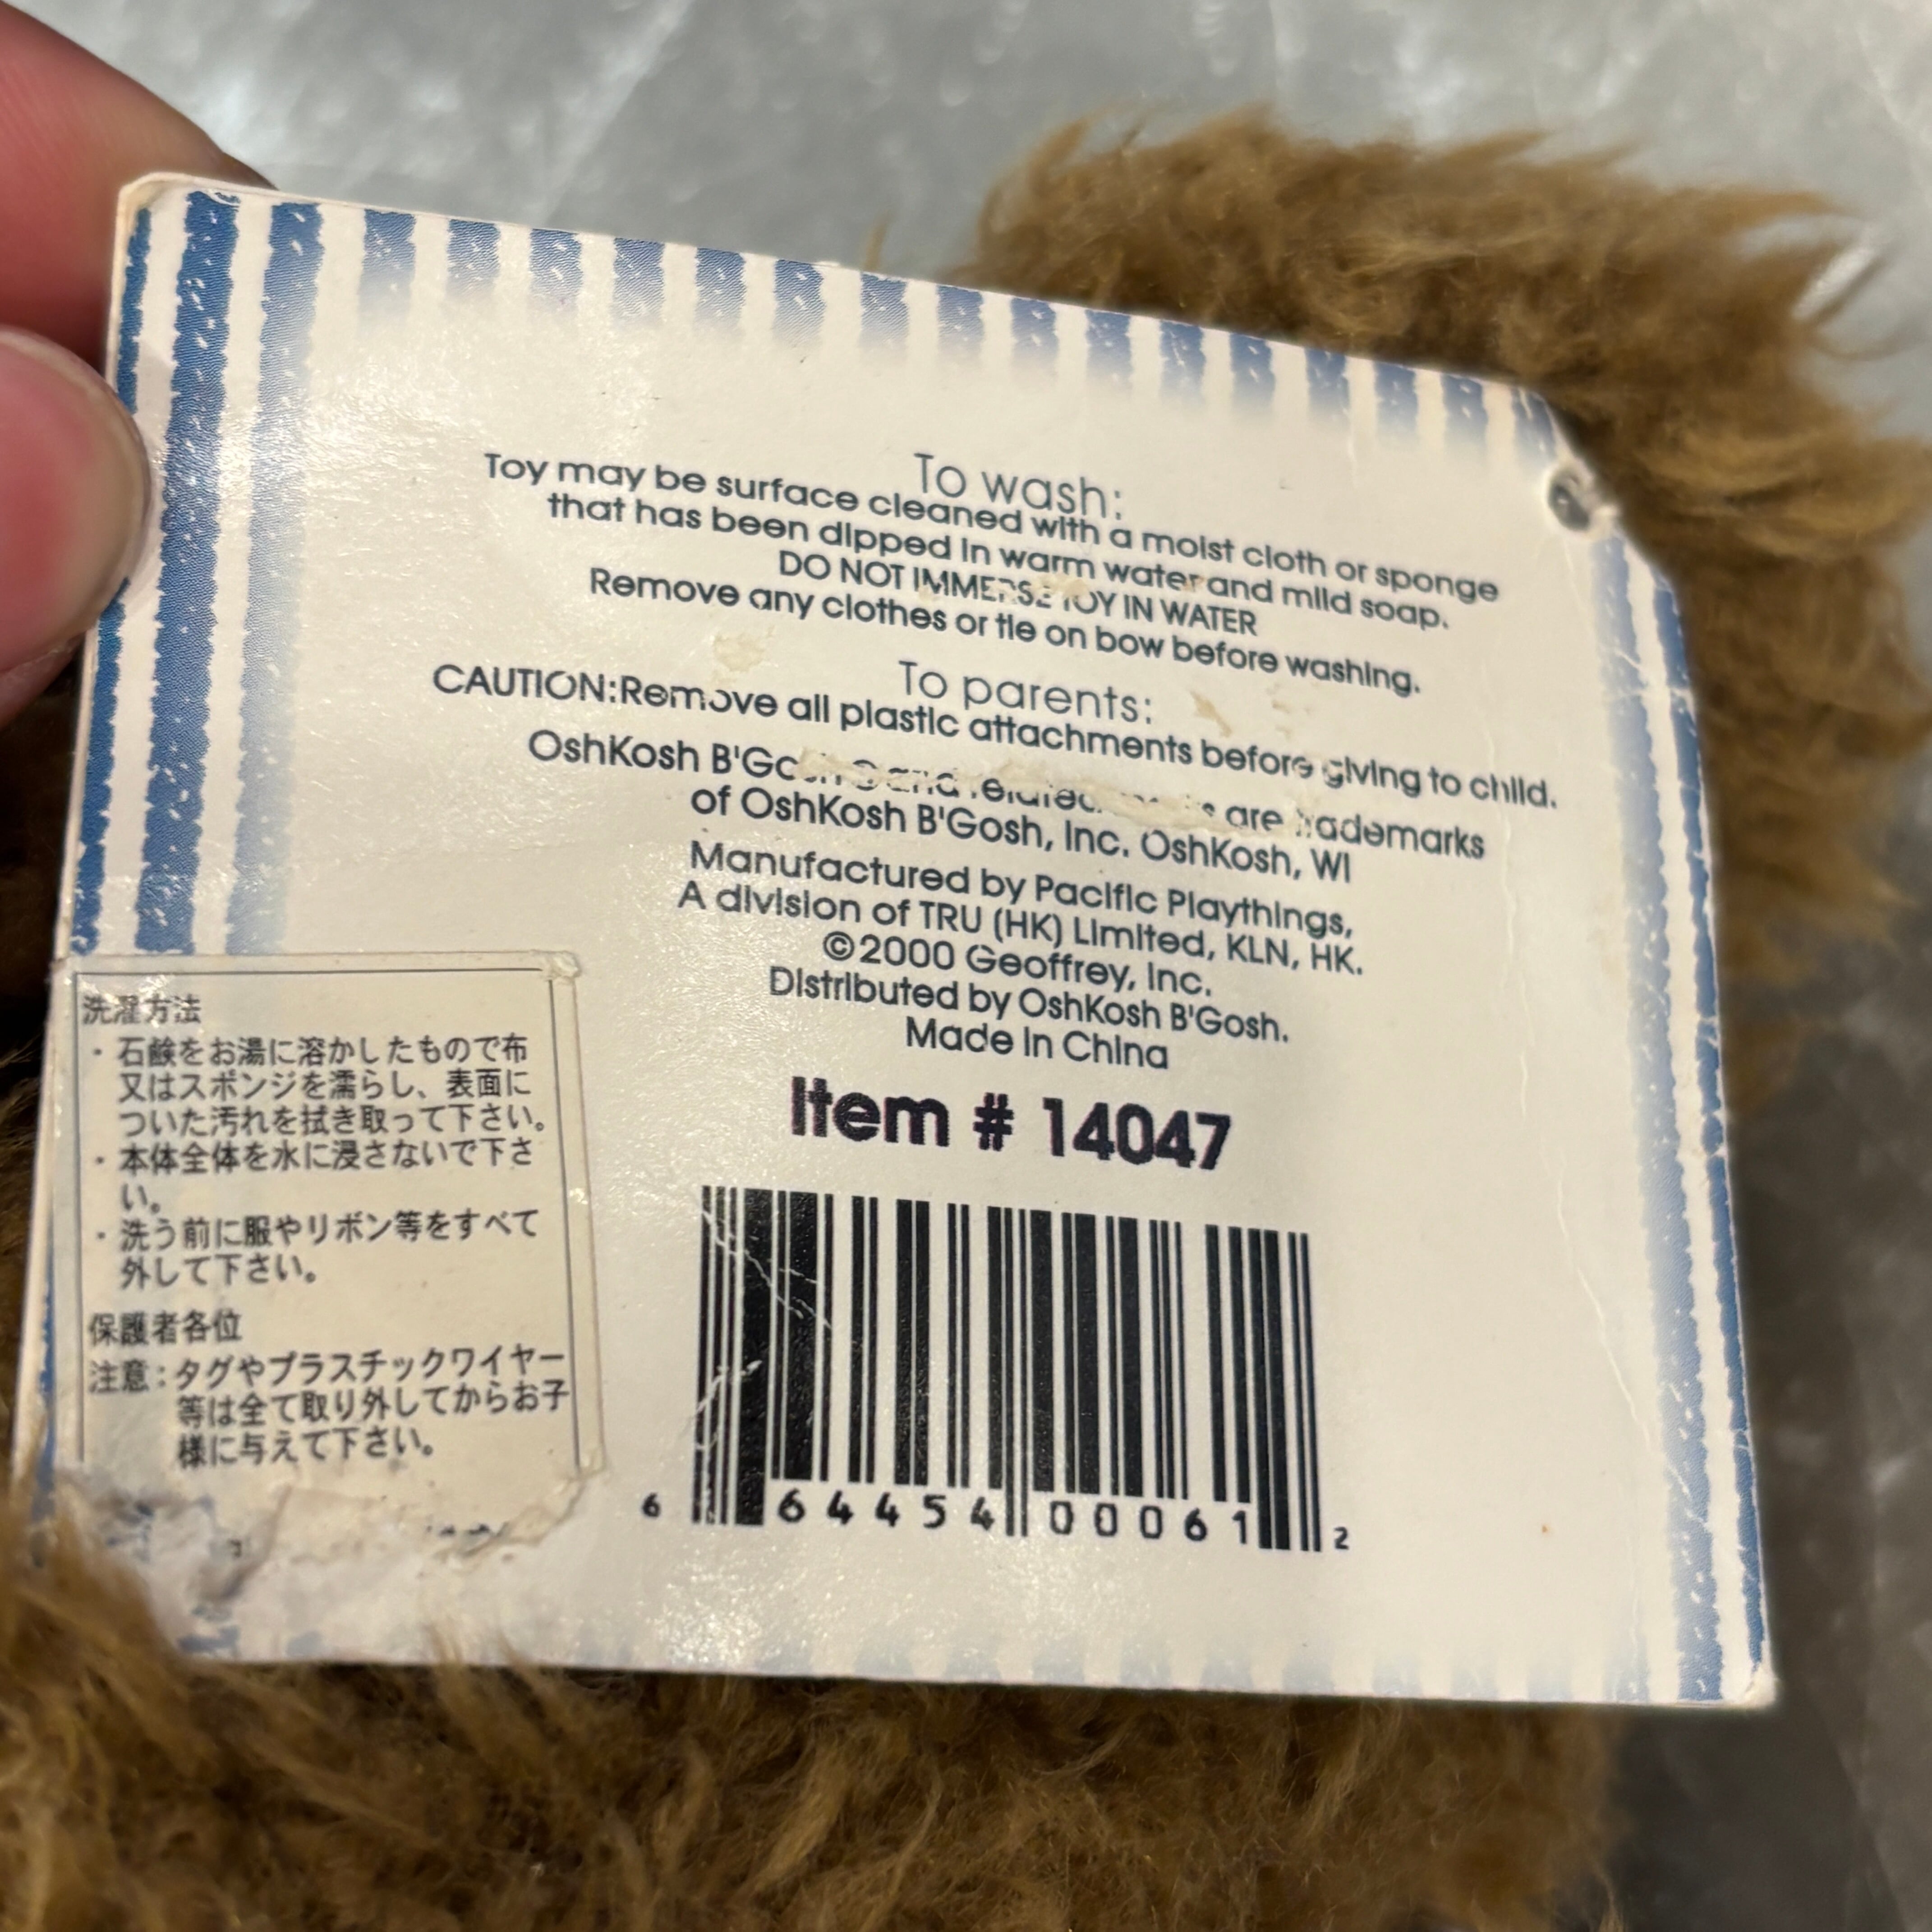 To wash:
Toy may be surface cleaned with a moist cloth or sponge
that has been dipped in warm water and mild soap.
DO NOT IMMERSE TOY IN WATER
Remove any clothes or tie on bow before washing.
To parents:
CAUTION:Remove all plastic attachments before giving to child.
OshKosh B'Gosh and related are trademarks
of OshKosh B'Gosh, Inc. OshKosh, WI
Manufactured by Pacific Playthings,
A division of TRU (HK) Limited, KLN, HK.
©2000 Geoffrey, Inc.
Distributed by OshKosh B'Gosh.
Made in China
Item # 14047
6 64454 00061 2
洗濯方法
・石鹸をお湯に溶かしたもので布
又はスポンジを濡らし、表面に
ついた汚れを拭き取って下さい。
・本体全体を水に浸さないで下さ
い。
・洗う前に服やリボン等をすべて
外して下さい。
保護者各位
注意：タグやプラスチックワイヤー
等は全て取り外してからお子
様に与えて下さい。